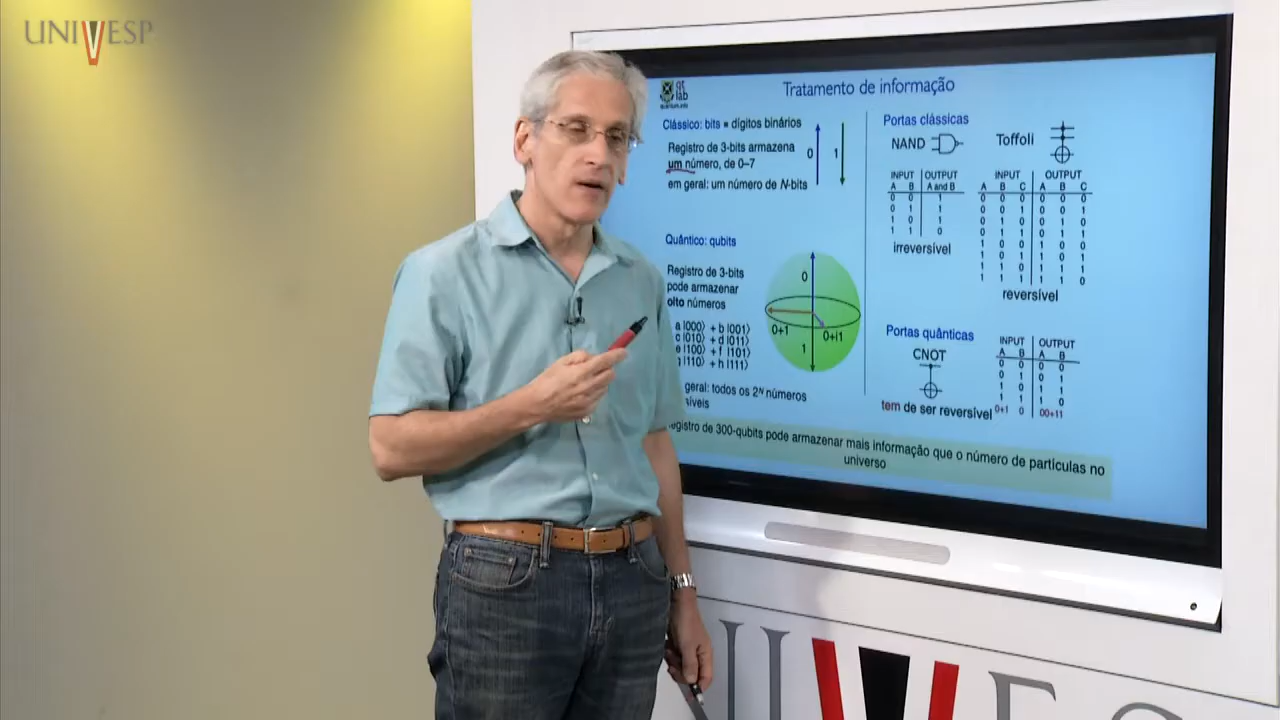 UNIVESP
qt
lab
quantum.info
Tratamento de informação
Clássico: bits = dígitos binários
Registro de 3-bits armazena
um número, de 0–7
em geral: um número de N-bits
0
1
Quântico: qubits
Registro de 3-bits
pode armazenar
oito números
a |000⟩ + b |001⟩
c |010⟩ + d |011⟩
e |100⟩ + f |101⟩
|110⟩ + h |111⟩
geral: todos os 2ᴺ números
0
0+1
0+i1
1
Portas clássicas
NAND
Toffoli
INPUT OUTPUT
A B A and B
0 0 1
0 1 1
1 0 1
1 1 0
irreversível
INPUT OUTPUT
A B C A B C
0 0 0 0 0 0
0 0 1 0 0 1
0 1 0 0 1 0
0 1 1 0 1 1
1 0 0 1 0 0
1 0 1 1 0 1
1 1 0 1 1 1
1 1 1 1 1 0
reversível
Portas quânticas
CNOT
tem de ser reversível
INPUT OUTPUT
A B A B
0 0 0 0
0 1 0 1
1 0 1 1
1 1 1 0
0+1 0 00+11
registro de 300-qubits pode armazenar mais informação que o número de partículas no
universo